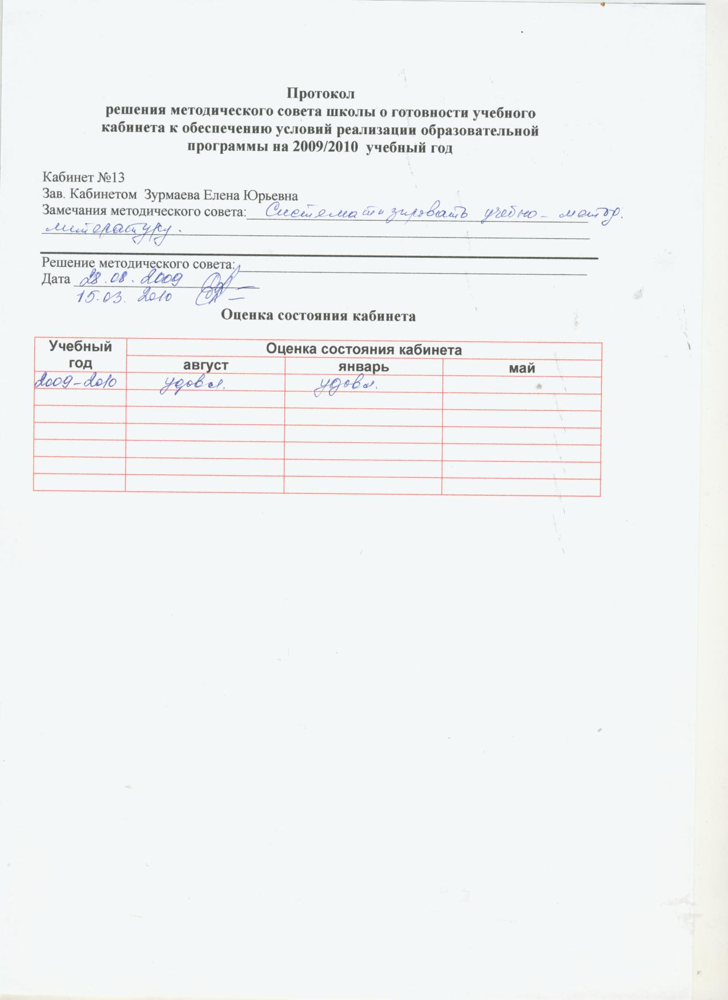 Протокол
решения методического совета школы о готовности учебного
кабинета к обеспечению условий реализации образовательной
программы на 2009/2010 учебный год
Кабинет №13
Зав. Кабинетом Зурмаева Елена Юрьевна
Замечания методического совета: Систематизировать учебно-метод.
литературу.
Решение методического совета:
Дата 28.08.2009
15.03.2010
Оценка состояния кабинета
Учебный год Оценка состояния кабинета
август январь май
2009-2010 удовл. удовл.